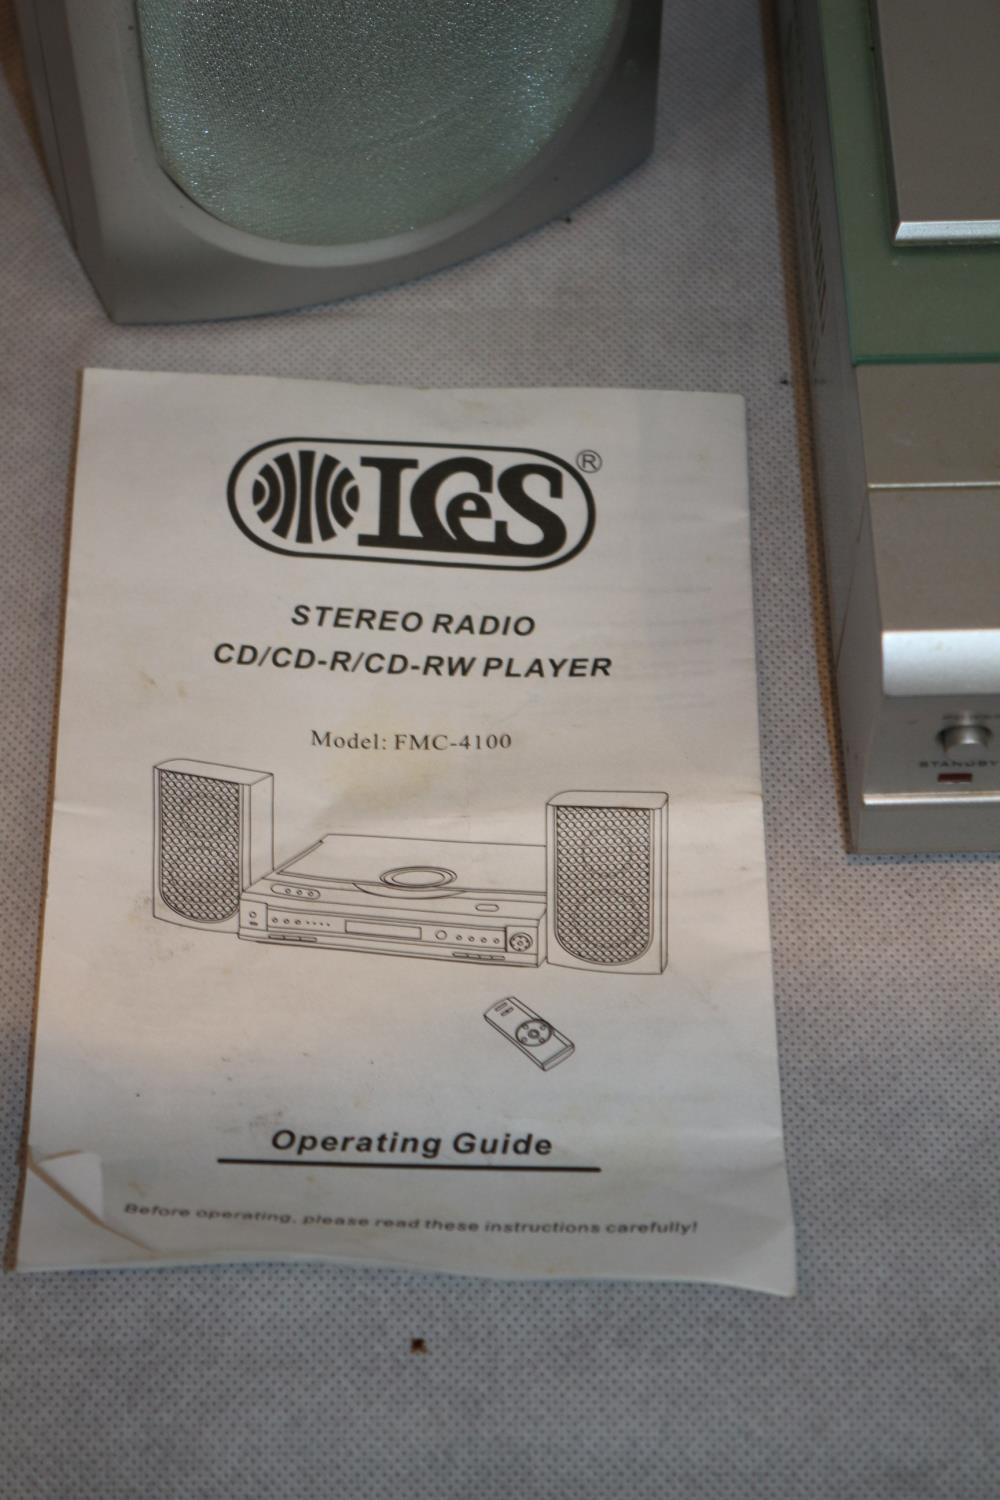 ICES®
STEREO RADIO
CD/CD-R/CD-RW PLAYER
Model: FMC-4100
Operating Guide
Before operating, please read these instructions carefully!
STANDBY